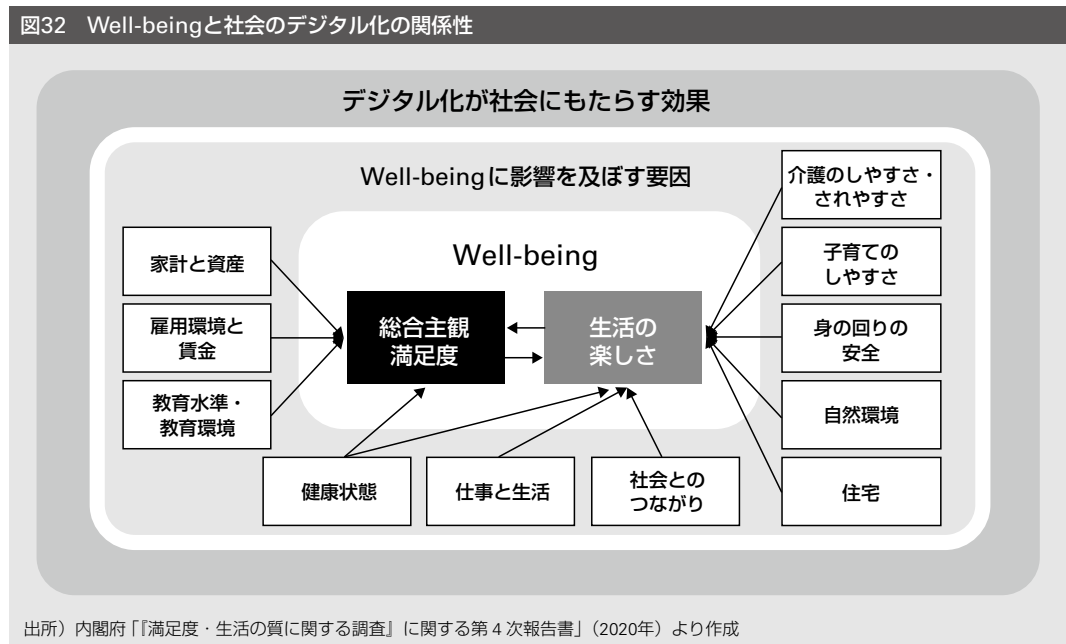 図32　Well-beingと社会のデジタル化の関係性
デジタル化が社会にもたらす効果
Well-beingに影響を及ぼす要因
Well-being
家計と資産
雇用環境と
賃金
教育水準・
教育環境
総合主観
満足度
生活の
楽しさ
健康状態
仕事と生活
社会との
つながり
介護のしやすさ・
されやすさ
子育ての
しやすさ
身の回りの
安全
自然環境
住宅
出所）内閣府「『満足度・生活の質に関する調査』に関する第4次報告書」（2020年）より作成